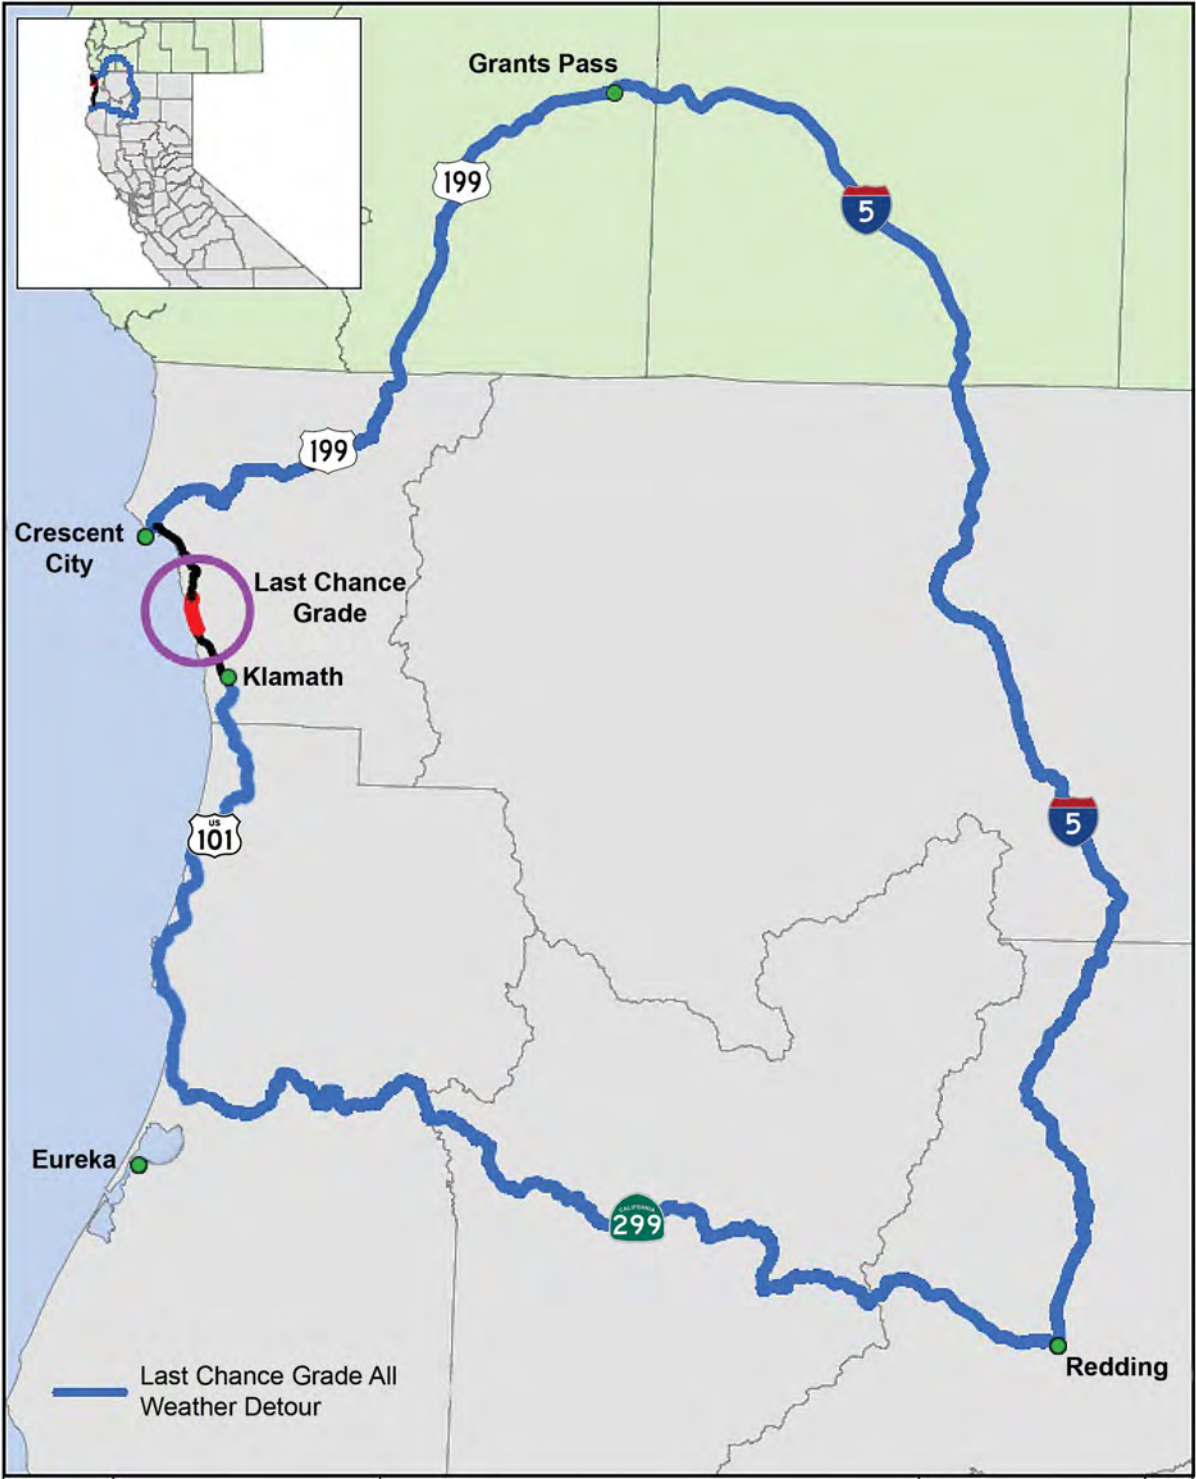 Grants Pass
199
5
199
Crescent
City
Last Chance
Grade
Klamath
5
US
101
Eureka
CALIFORNIA
299
Redding
Last Chance Grade All
Weather Detour